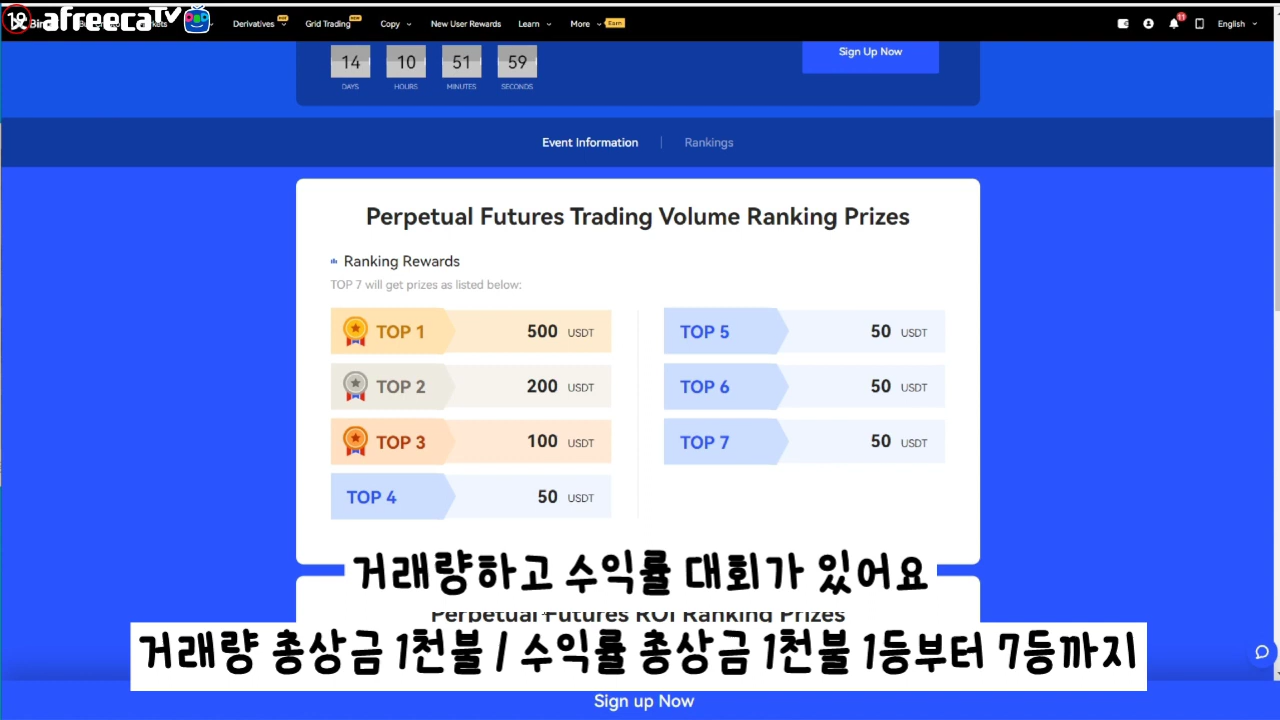 19 afreecaTV
Derivatives HOT Grid Trading NEW Copy New User Rewards Learn More Earn 11 English
14 10 51 59
DAYS HOURS MINUTES SECONDS
Sign Up Now
Event Information | Rankings
Perpetual Futures Trading Volume Ranking Prizes
Ranking Rewards
TOP 7 will get prizes as listed below:
TOP 1 500 USDT
TOP 2 200 USDT
TOP 3 100 USDT
TOP 4 50 USDT
TOP 5 50 USDT
TOP 6 50 USDT
TOP 7 50 USDT
거래량하고 수익률 대회가 있어요
Perpetual Futures ROI Ranking Prizes
거래량 총상금 1천불 / 수익률 총상금 1천불 1등부터 7등까지
Sign up Now